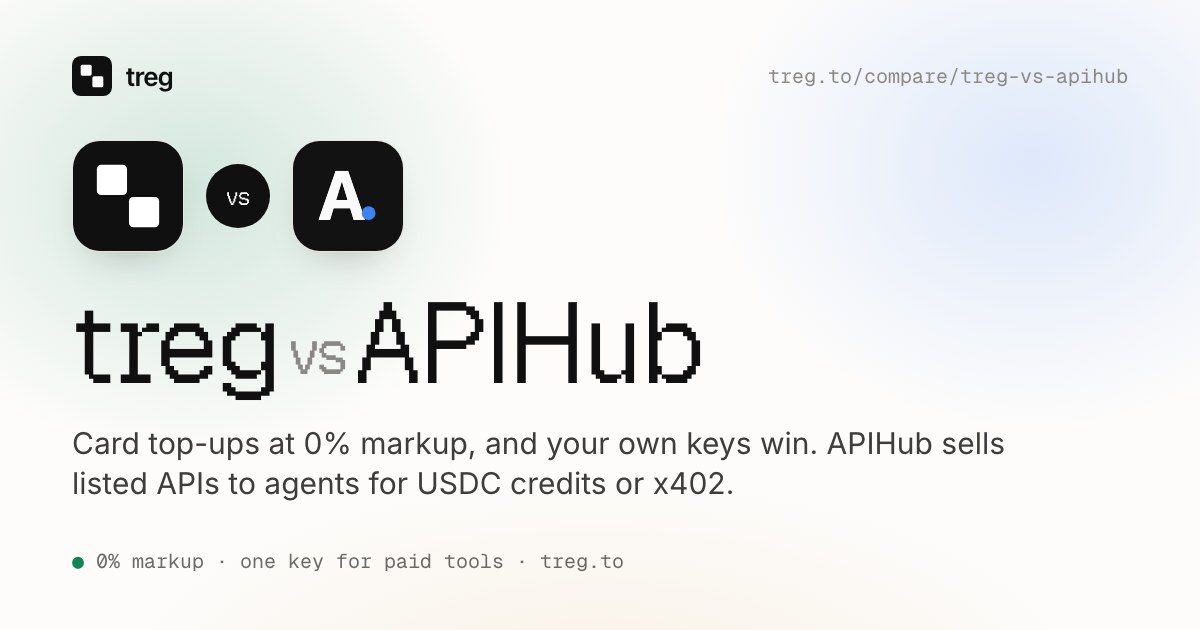 treg
treg.to/compare/treg-vs-apihub
vs
A.
treg vs APIHub
Card top-ups at 0% markup, and your own keys win. APIHub sells
listed APIs to agents for USDC credits or x402.
0% markup · one key for paid tools · treg.to